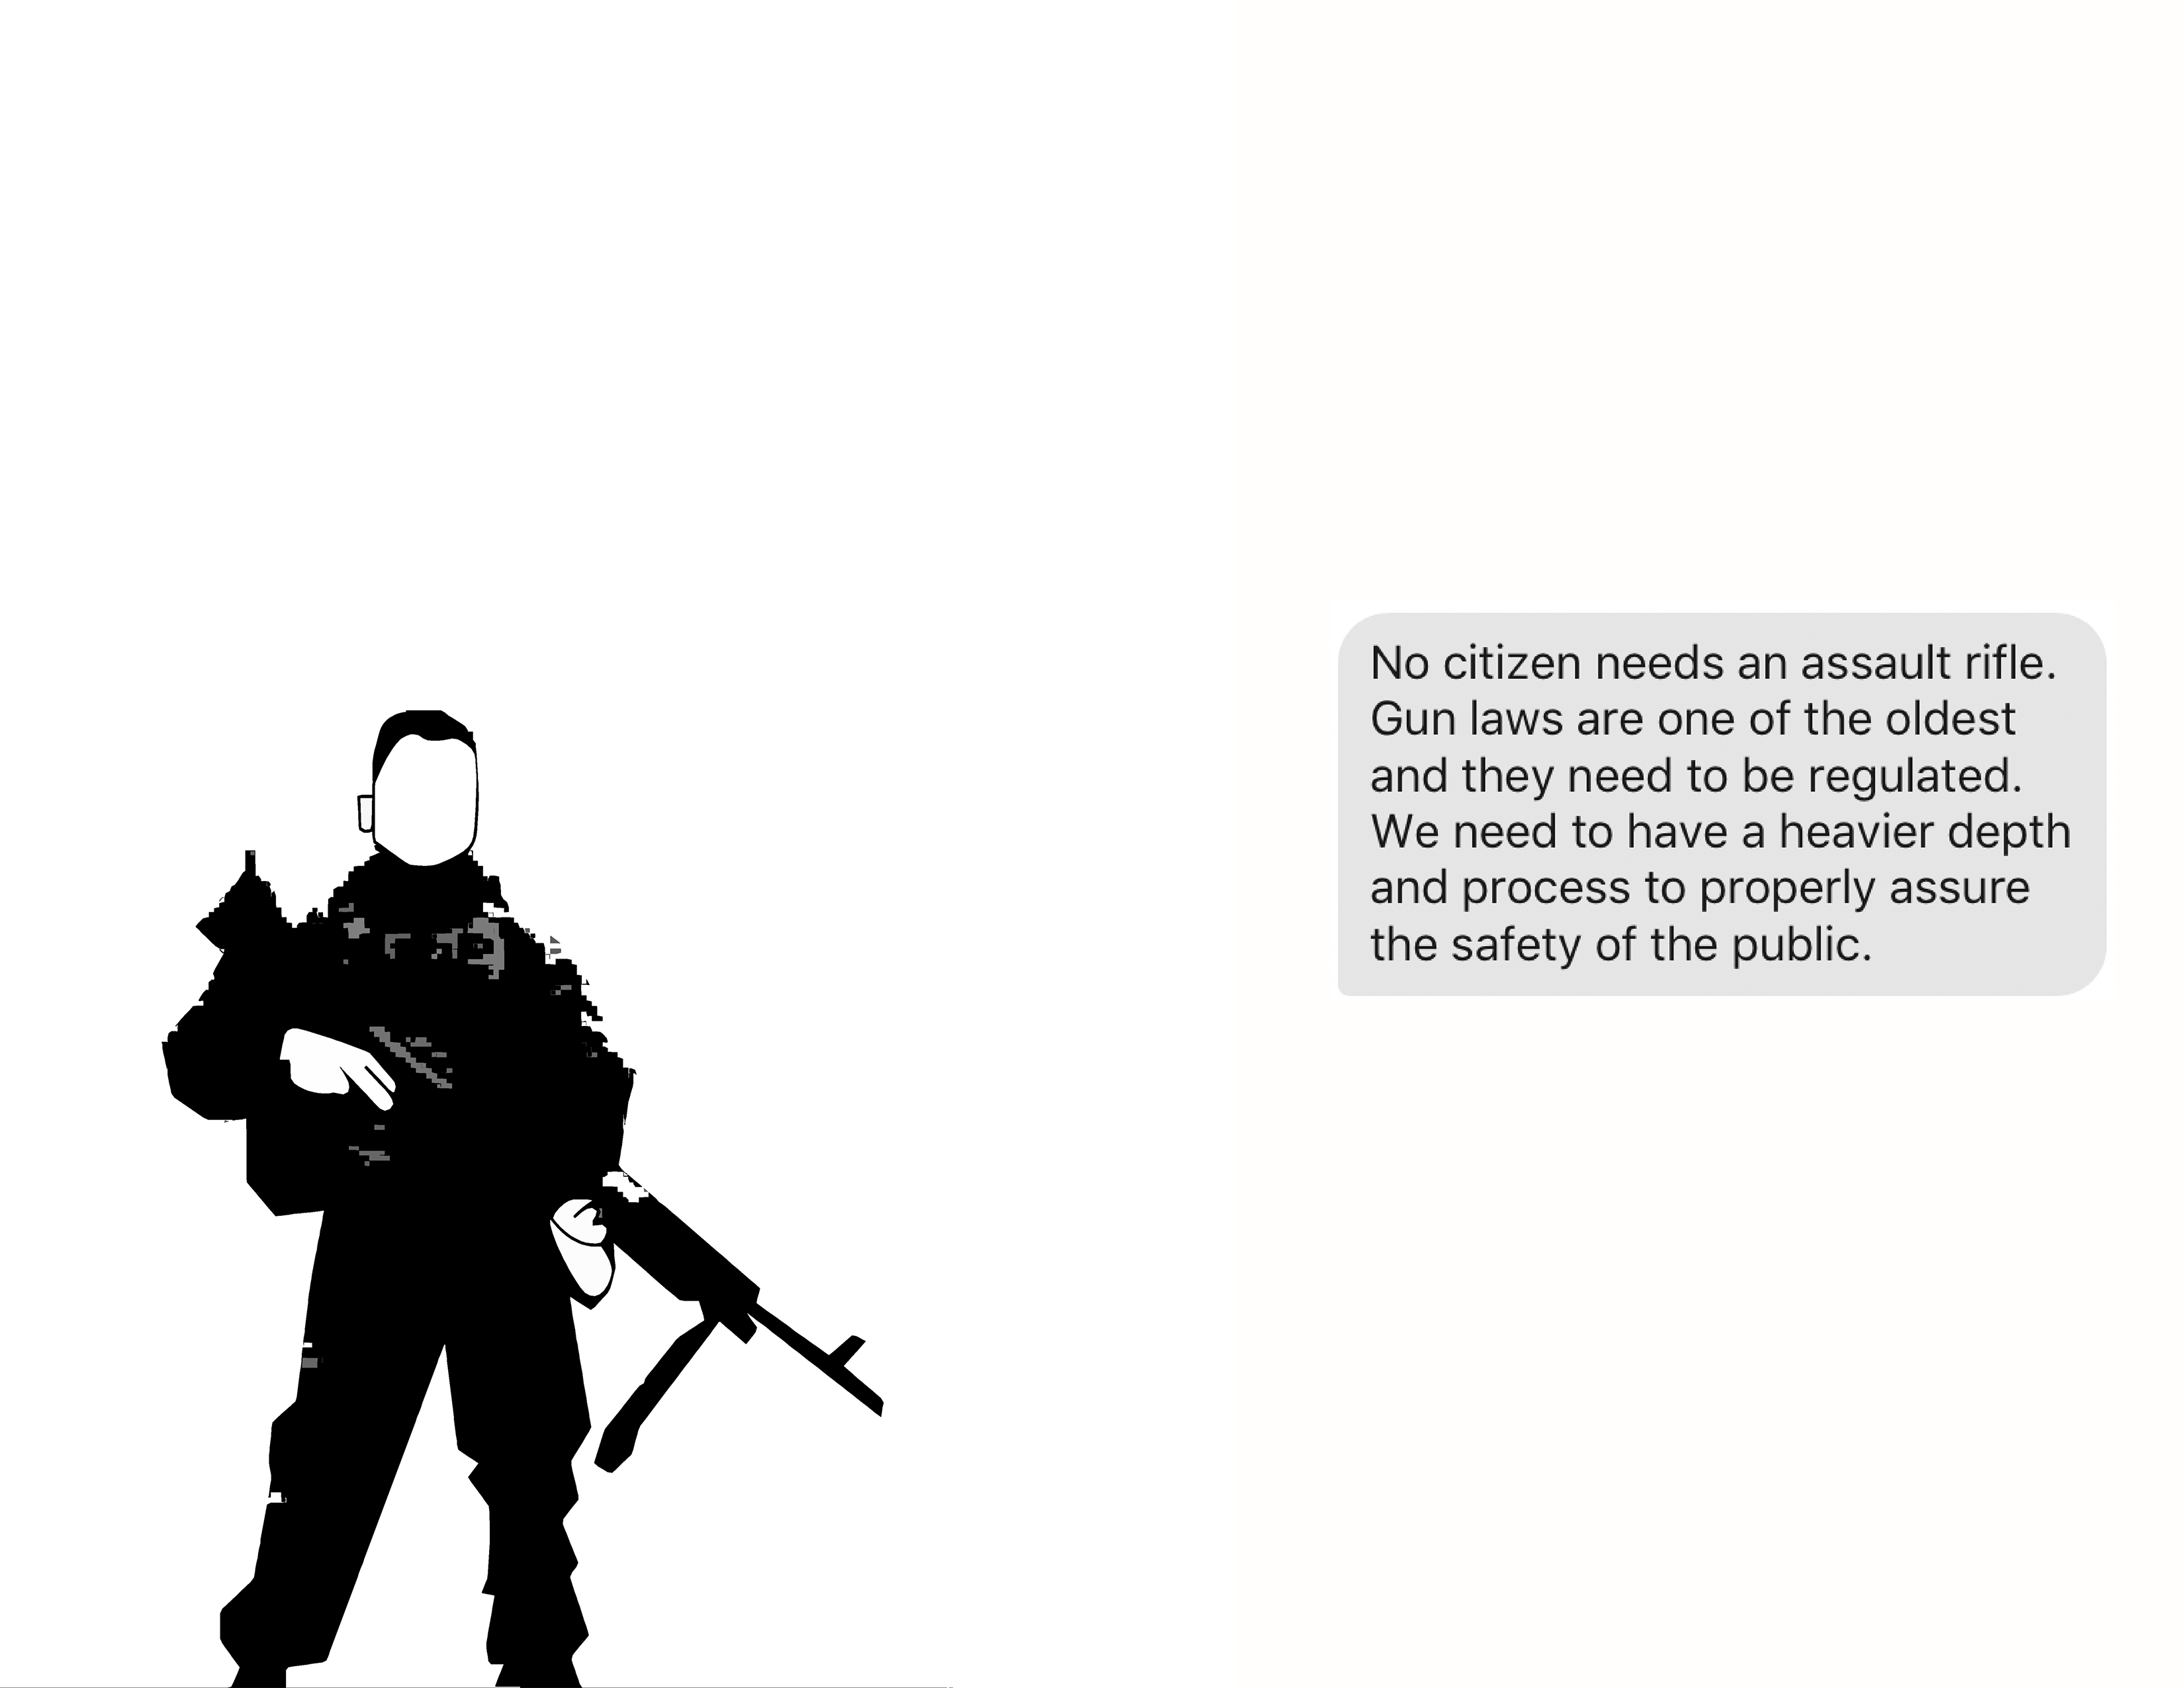 No citizen needs an assault rifle.
Gun laws are one of the oldest
and they need to be regulated.
We need to have a heavier depth
and process to properly assure
the safety of the public.